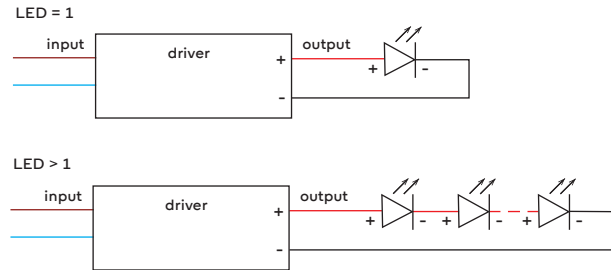 LED = 1
input driver output
+ + -
-
LED > 1
input driver output
+ + - + - + -
-